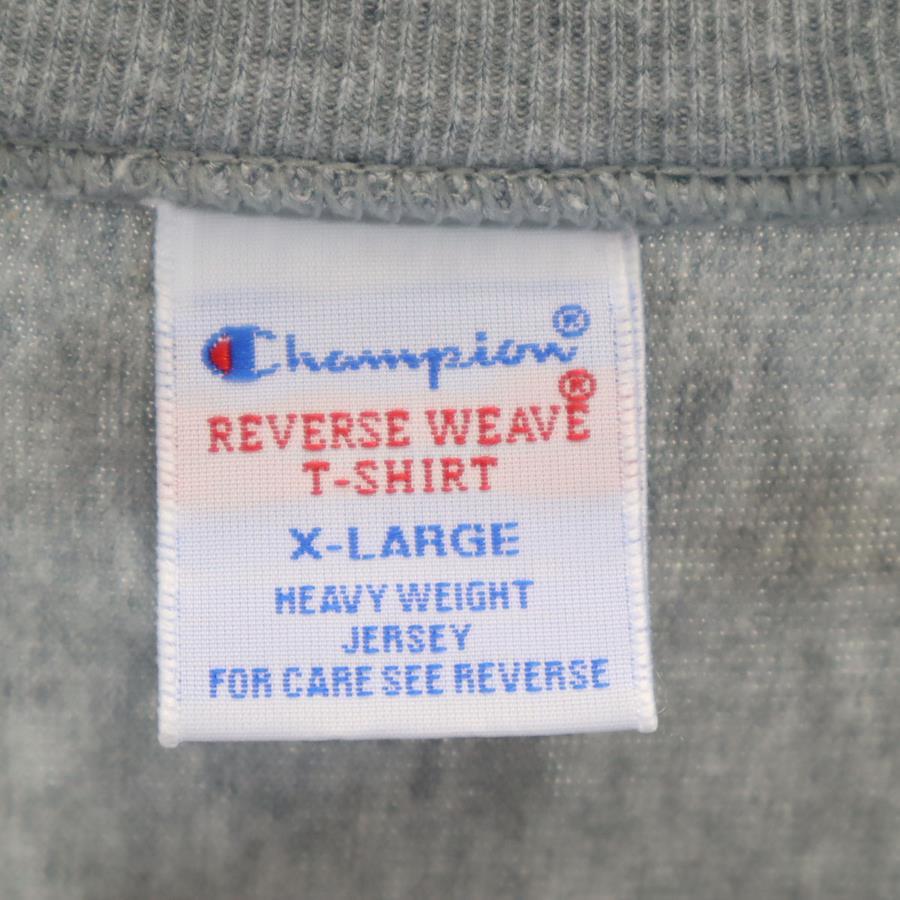 Champion®
REVERSE WEAVE®
T-SHIRT
X-LARGE
HEAVY WEIGHT
JERSEY
FOR CARE SEE REVERSE